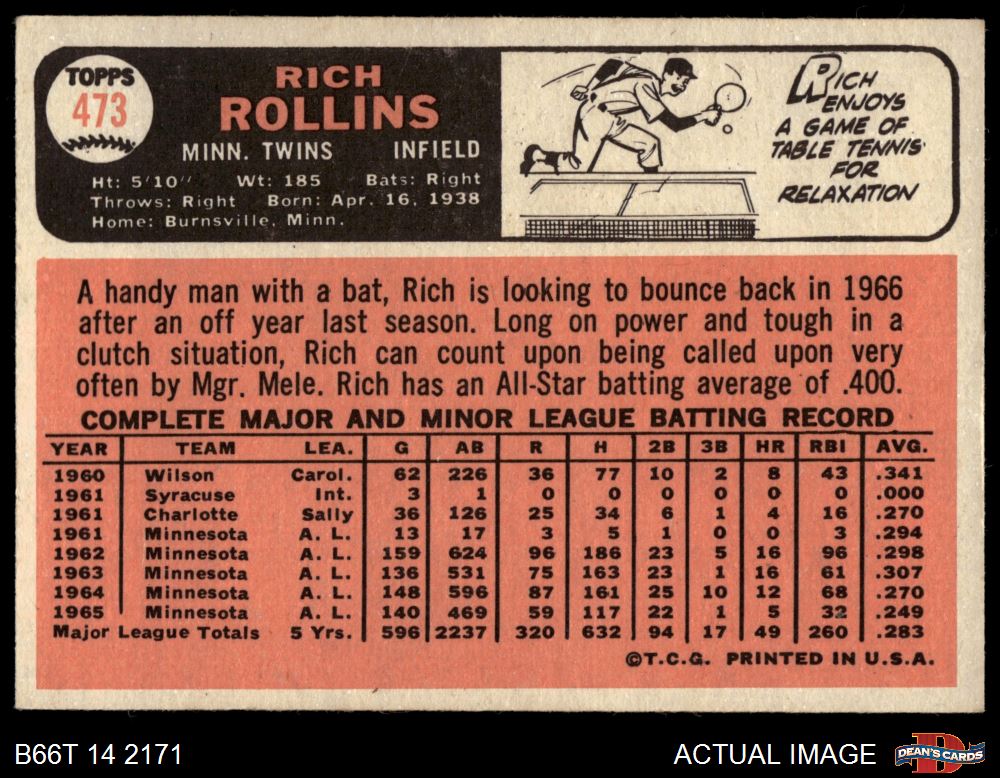 TOPPS
473
RICH
ROLLINS
MINN. TWINS INFIELD
Ht: 5'10" Wt: 185 Bats: Right
Throws: Right Born: Apr. 16, 1938
Home: Burnsville, Minn.
RICH
ENJOYS
A GAME OF
TABLE TENNIS
FOR
RELAXATION
A handy man with a bat, Rich is looking to bounce back in 1966
after an off year last season. Long on power and tough in a
clutch situation, Rich can count upon being called upon very
often by Mgr. Mele. Rich has an All-Star batting average of .400.
COMPLETE MAJOR AND MINOR LEAGUE BATTING RECORD
YEAR TEAM LEA. G AB R H 2B 3B HR RBI AVG.
1960 Wilson Carol. 62 226 36 77 10 2 8 43 .341
1961 Syracuse Int. 3 1 0 0 0 0 0 0 .000
1961 Charlotte Sally 36 126 25 34 6 1 4 16 .270
1961 Minnesota A. L. 13 17 3 5 1 0 0 3 .294
1962 Minnesota A. L. 159 624 96 186 23 5 16 96 .298
1963 Minnesota A. L. 136 531 75 163 23 1 16 61 .307
1964 Minnesota A. L. 148 596 87 161 25 10 12 68 .270
1965 Minnesota A. L. 140 469 59 117 22 1 5 32 .249
Major League Totals 5 Yrs. 596 2237 320 632 94 17 49 260 .283
©T.C.G. PRINTED IN U.S.A.
B66T 14 2171 ACTUAL IMAGE DEAN'S CARDS